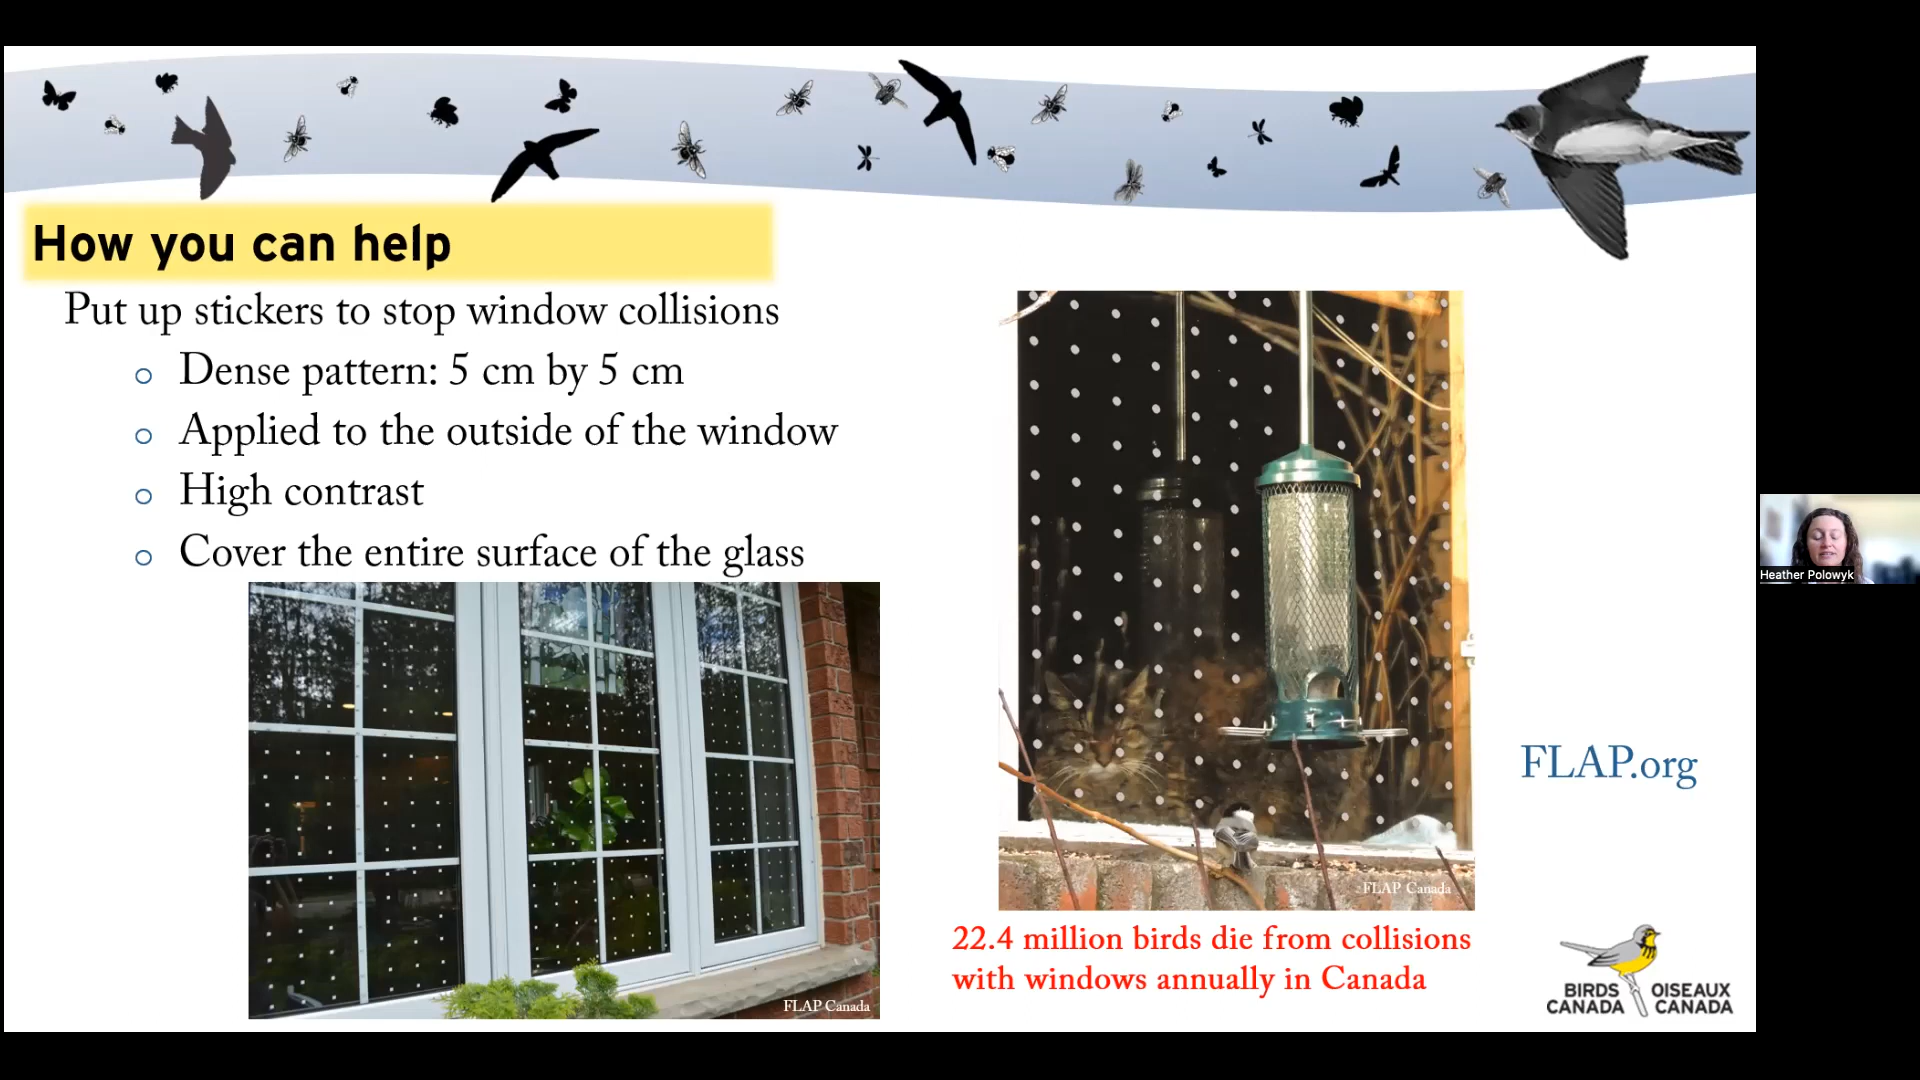 How you can help
Put up stickers to stop window collisions
Dense pattern: 5 cm by 5 cm
Applied to the outside of the window
High contrast
Cover the entire surface of the glass
FLAP Canada
FLAP Canada
22.4 million birds die from collisions
with windows annually in Canada
FLAP.org
BIRDS OISEAUX
CANADA CANADA
Heather Polowyk